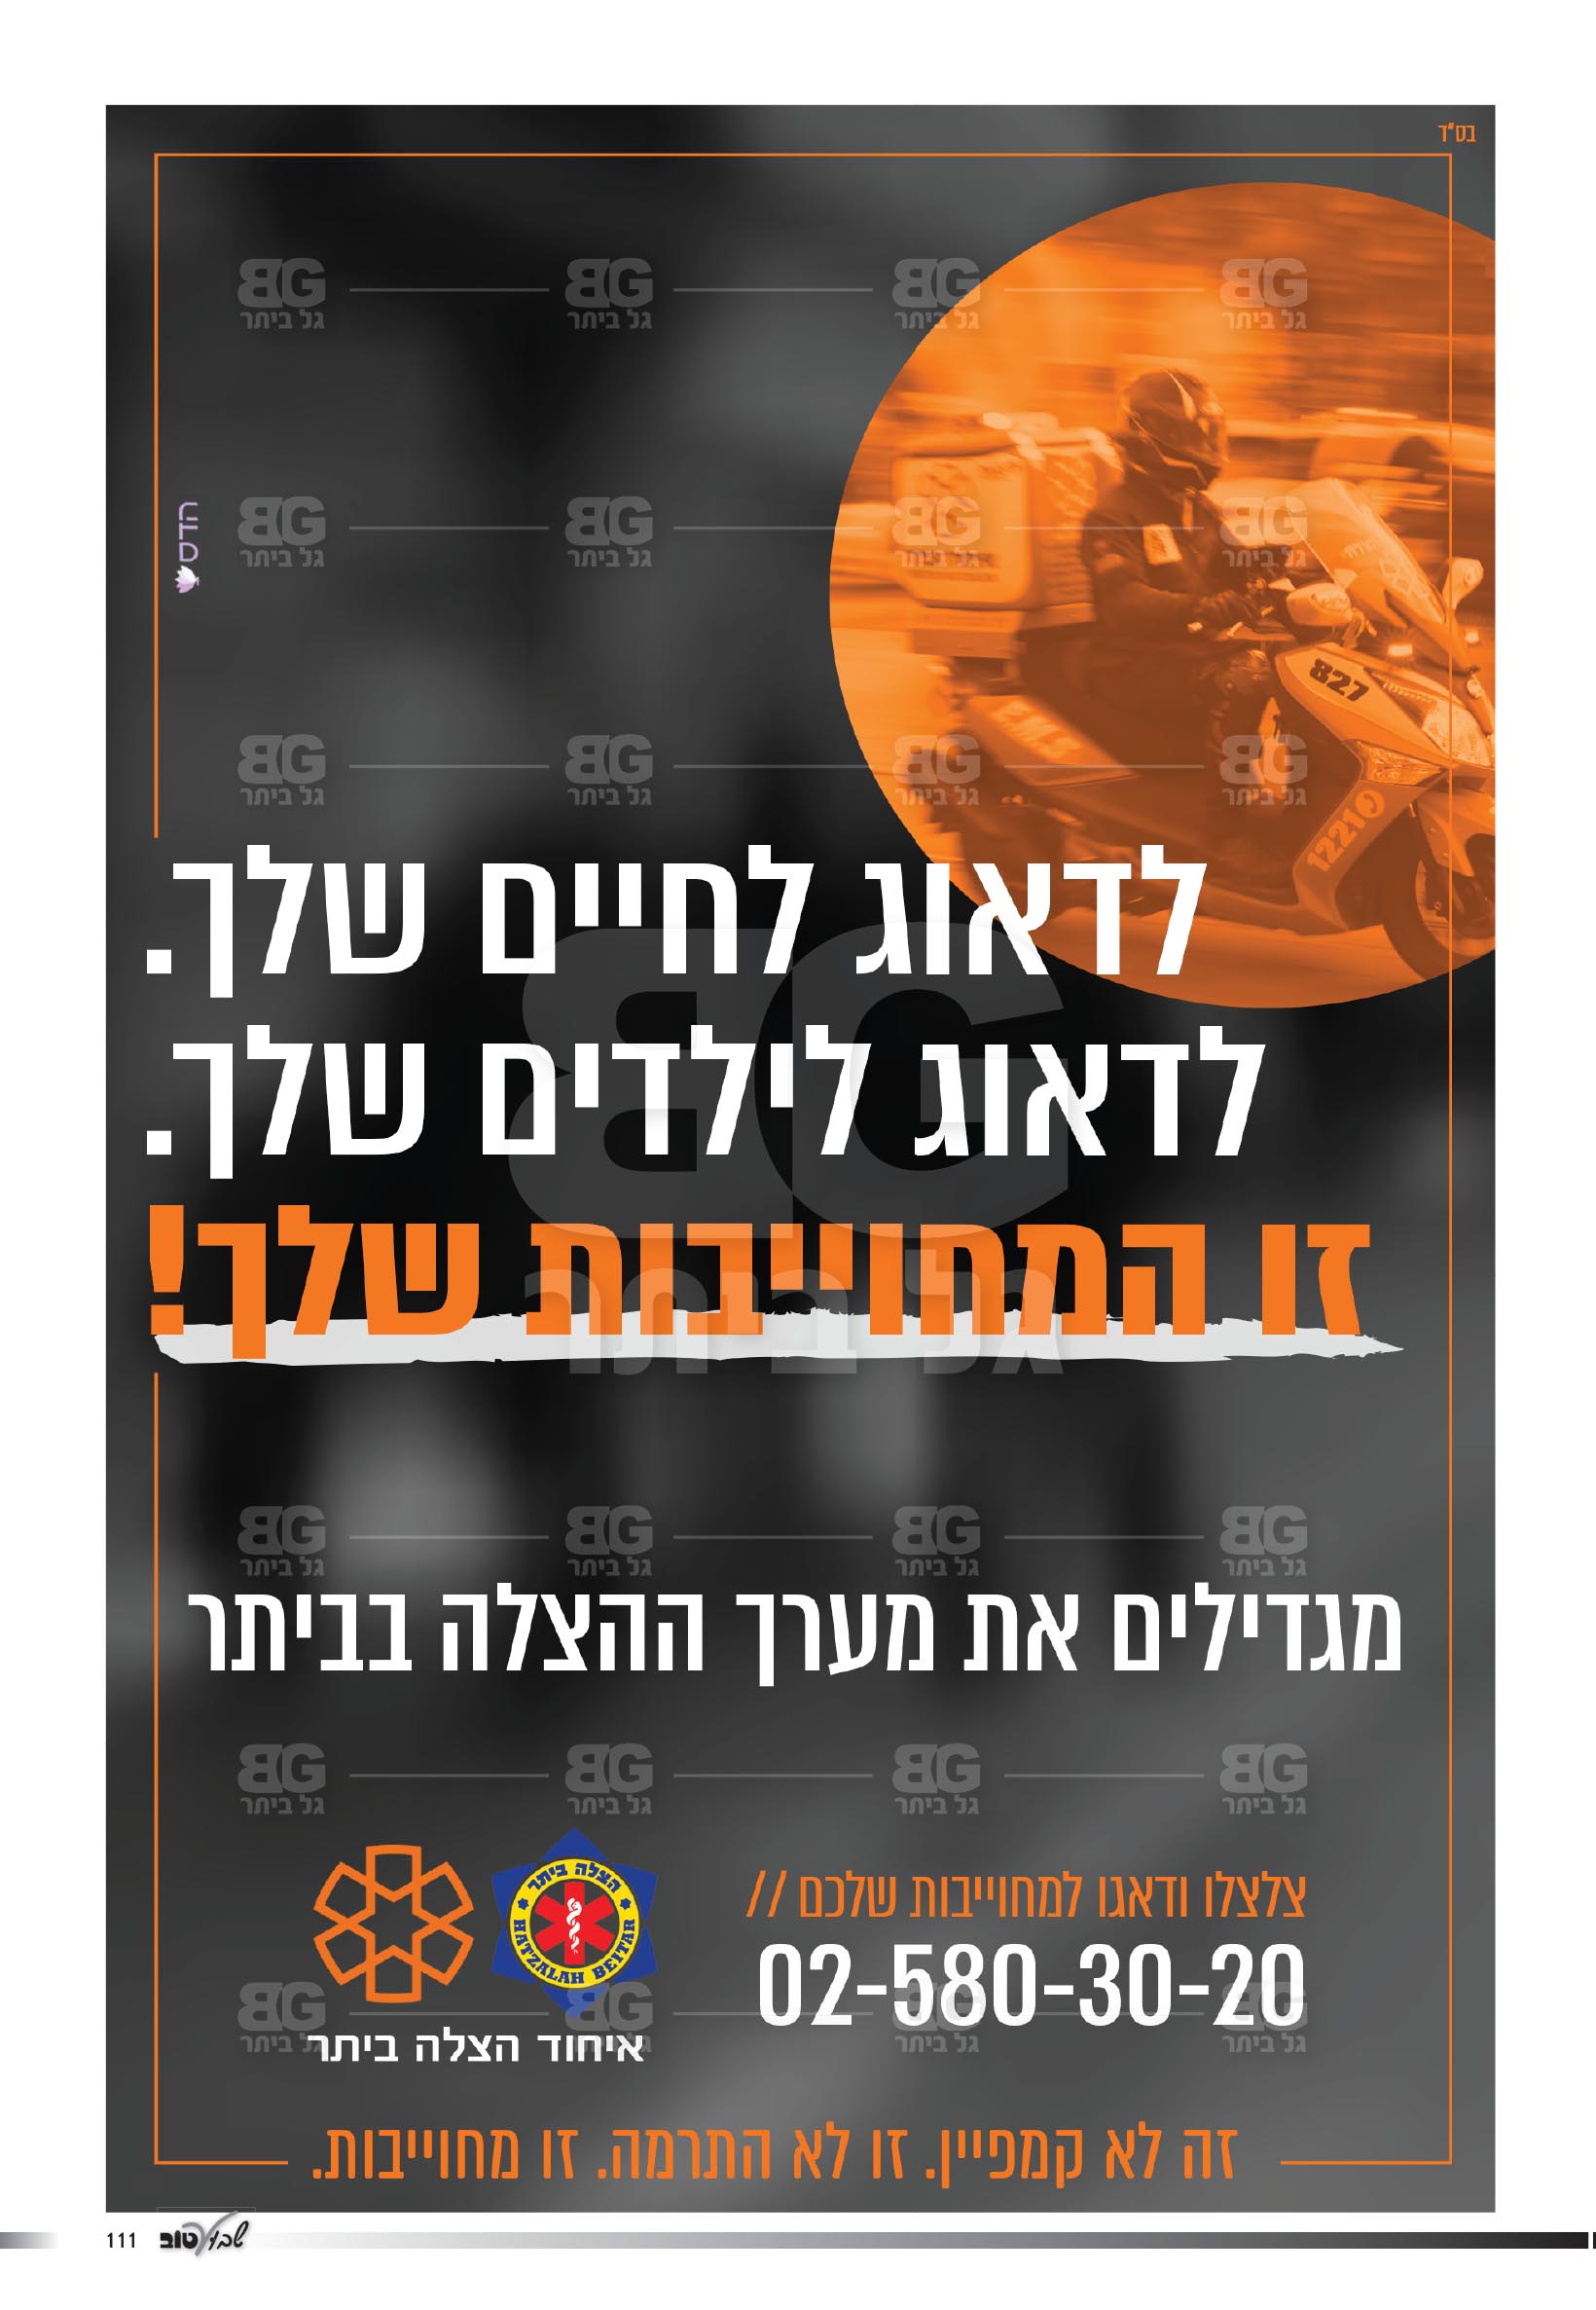 בס"ד
הדס
827
E.M.S
1221
לדאוג לחיים שלך.
לדאוג לילדים שלך.
זו המחוייבות שלך!
מגדילים את מערך ההצלה בביתר
צלצלו ודאגו למחוייבות שלכם //
02-580-30-20
הצלה ביתר
HATZALAH BEITAR
איחוד הצלה ביתר
זה לא קמפיין. זו לא התרמה. זו מחוייבות.
BG
גל ביתר
111
שבוע טוב